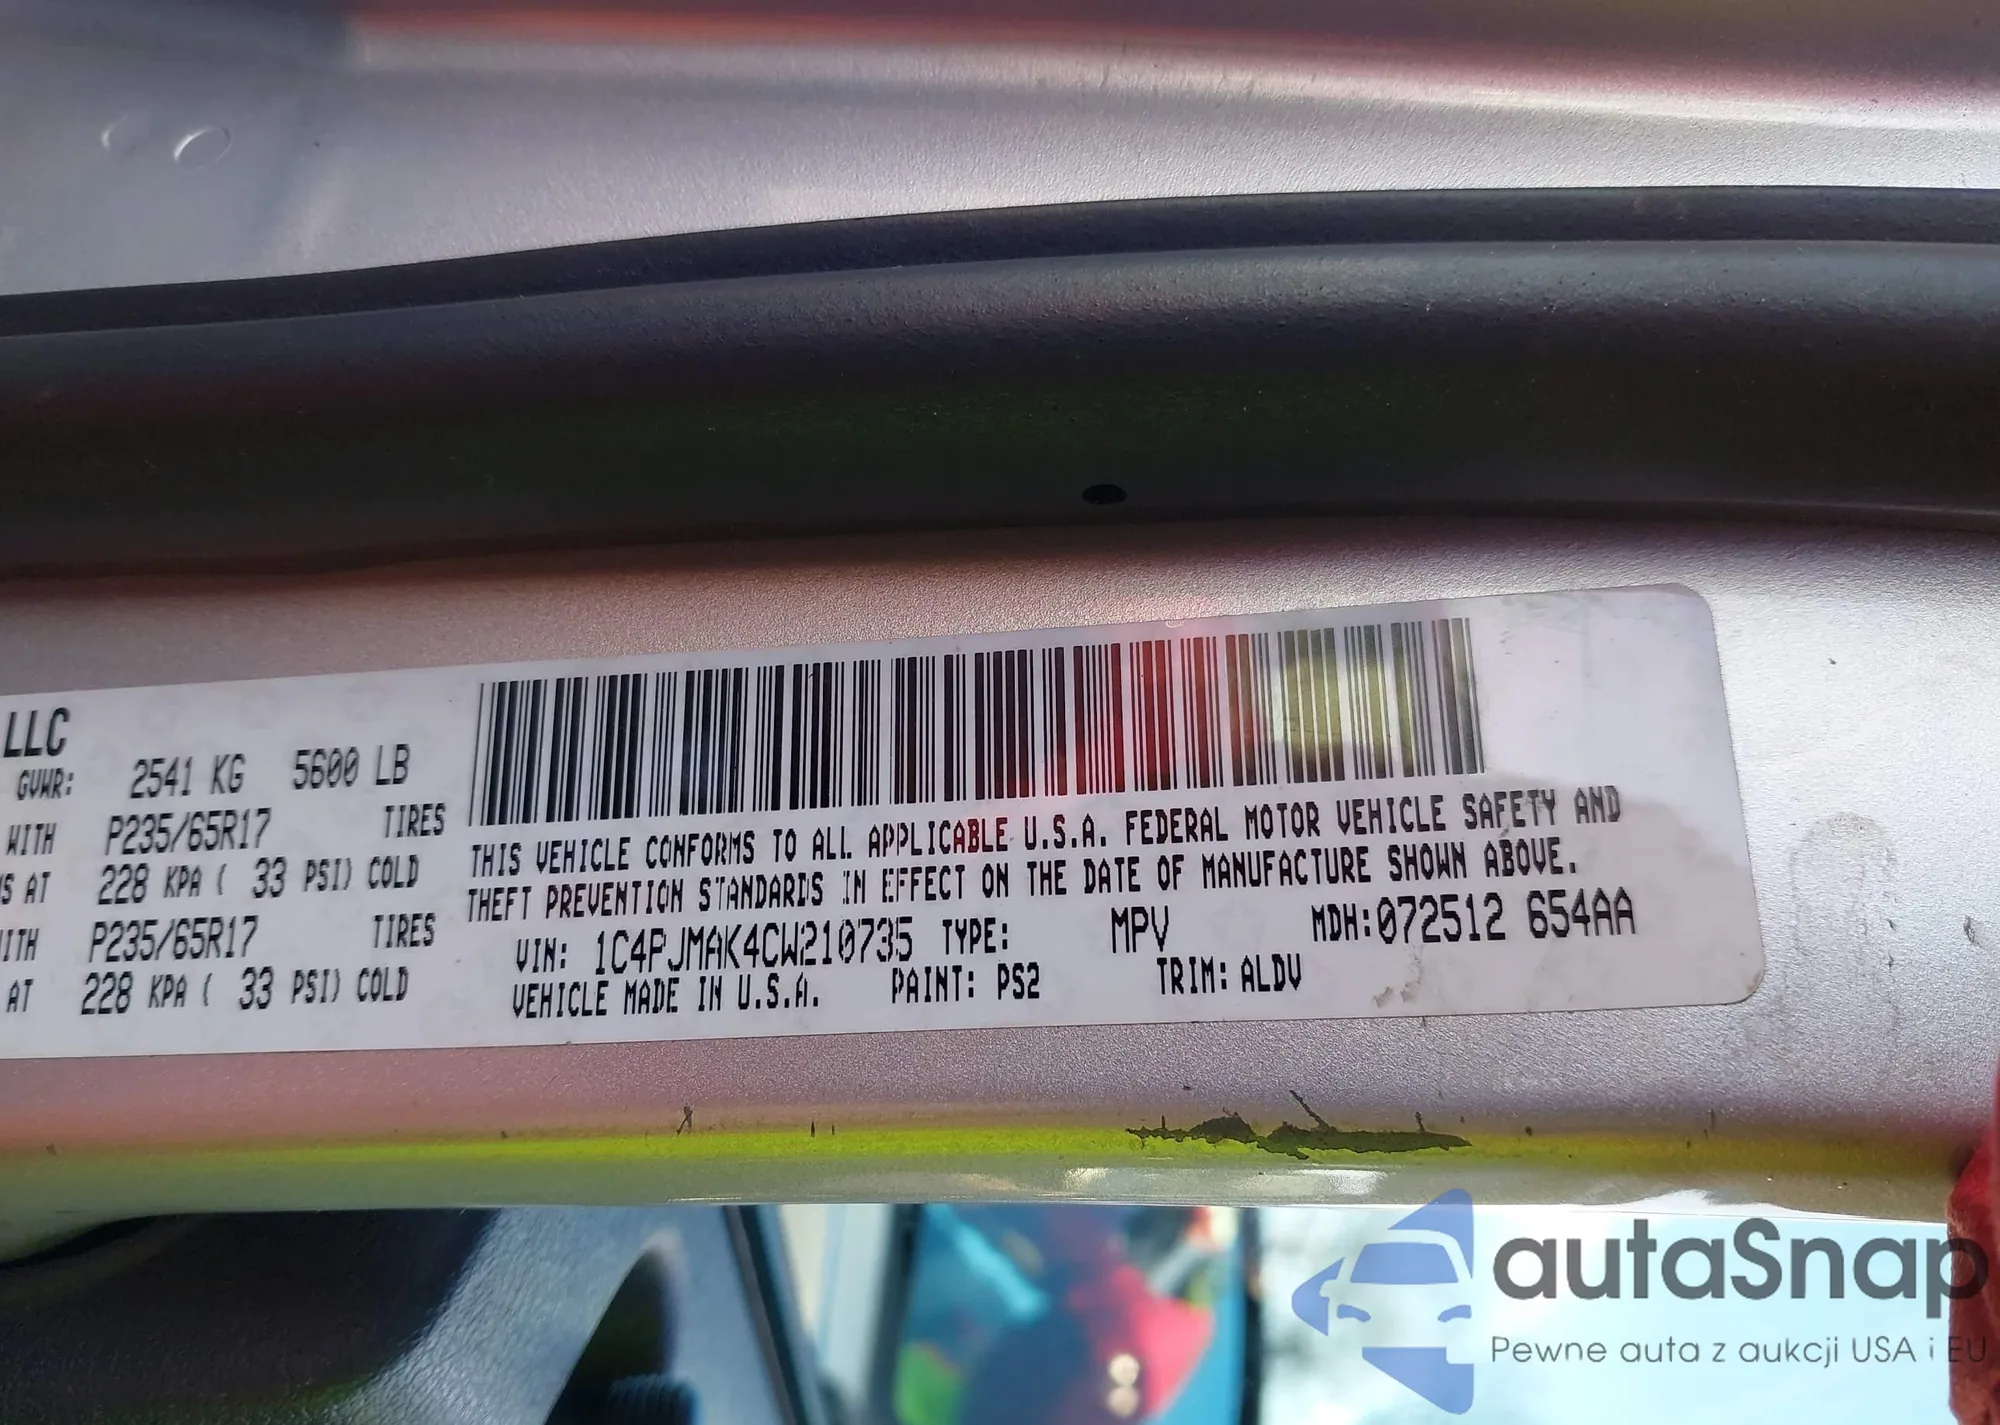 LLC
GVWR: 2541 KG 5600 LB
WITH P235/65R17 TIRES
S AT 228 KPA ( 33 PSI) COLD
ITH P235/65R17 TIRES
AT 228 KPA ( 33 PSI) COLD
THIS VEHICLE CONFORMS TO ALL APPLICABLE U.S.A. FEDERAL MOTOR VEHICLE SAFETY AND
THEFT PREVENTION STANDARDS IN EFFECT ON THE DATE OF MANUFACTURE SHOWN ABOVE.
VIN: 1C4PJMAK4CW210735 TYPE: MPV MDH:072512 654AA
VEHICLE MADE IN U.S.A. PAINT: PS2 TRIM: ALDV
autaSnap
Pewne auta z aukcji USA i EU